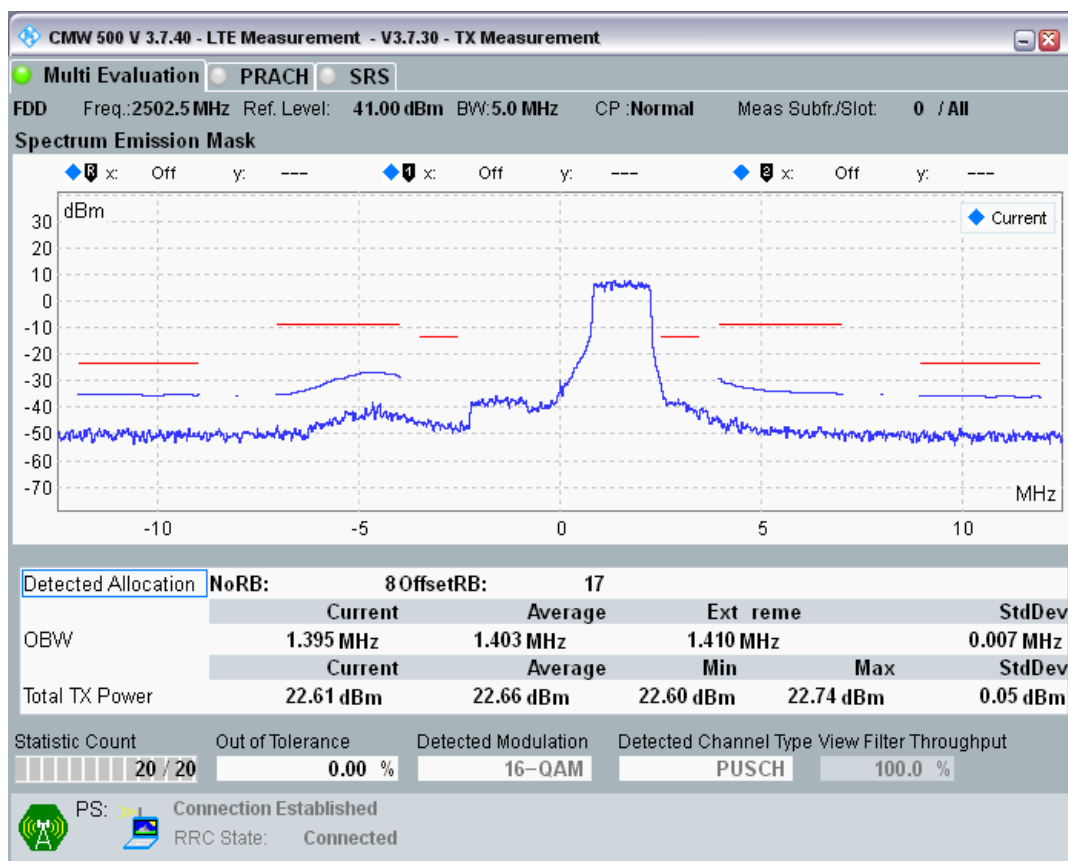 CMW 500 V 3.7.40 - LTE Measurement - V3.7.30 - TX Measurement
Multi Evaluation PRACH SRS
FDD Freq.:2502.5 MHz Ref. Level: 41.00 dBm BW:5.0 MHz CP :Normal Meas Subfr./Slot: 0 / All
Spectrum Emission Mask
R x: Off y: --- 1 x: Off y: --- 2 x: Off y: ---
dBm
Current
30
20
10
0
-10
-20
-30
-40
-50
-60
-70
MHz
-10 -5 0 5 10
Detected Allocation NoRB: 8 OffsetRB: 17
Current Average Ext reme StdDev
OBW 1.395 MHz 1.403 MHz 1.410 MHz 0.007 MHz
Current Average Min Max StdDev
Total TX Power 22.61 dBm 22.66 dBm 22.60 dBm 22.74 dBm 0.05 dBm
Statistic Count Out of Tolerance Detected Modulation Detected Channel Type View Filter Throughput
20 / 20 0.00 % 16-QAM PUSCH 100.0 %
PS: Connection Established
RRC State: Connected